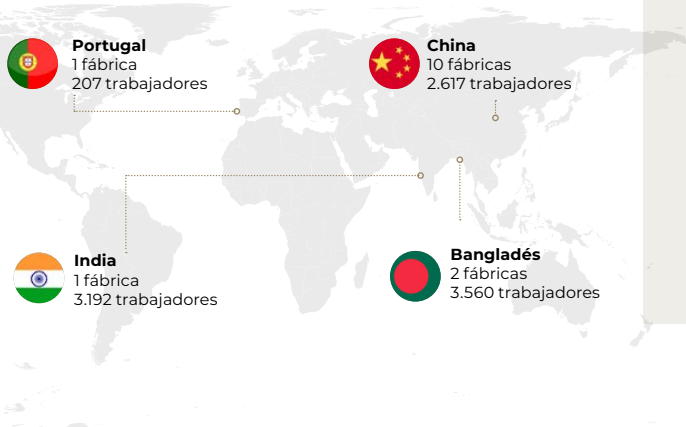 Portugal
1 fábrica
207 trabajadores
China
10 fábricas
2.617 trabajadores
India
1 fábrica
3.192 trabajadores
Bangladés
2 fábricas
3.560 trabajadores